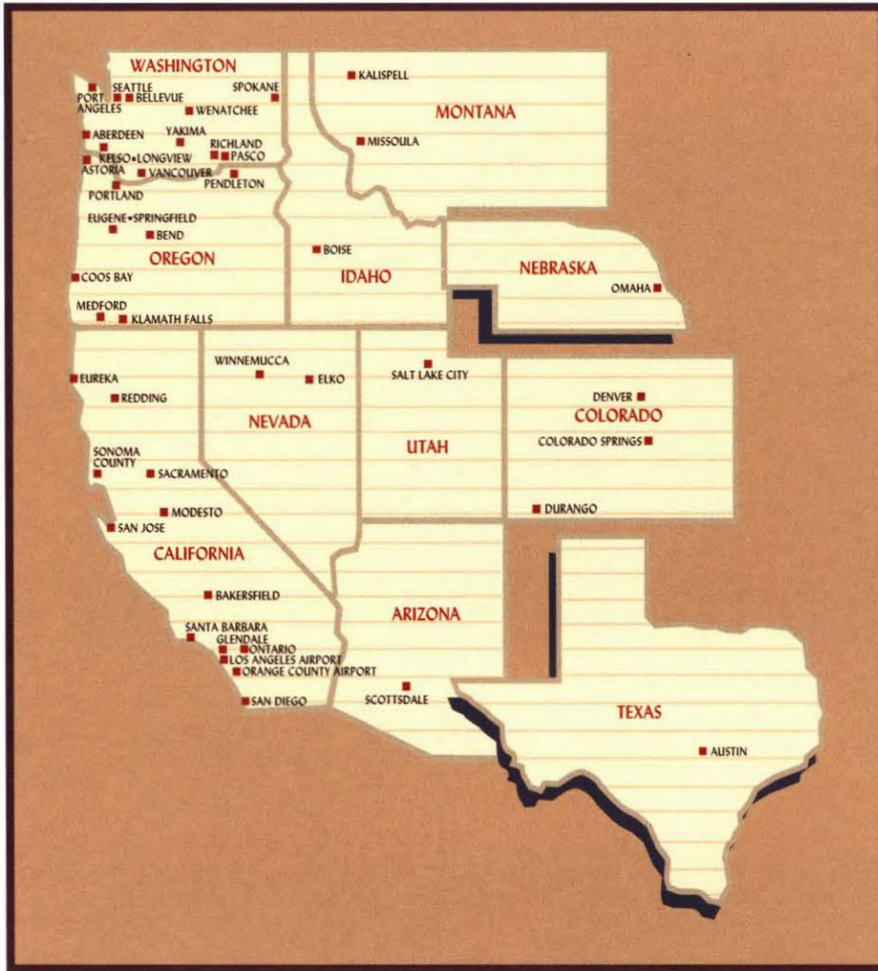 WASHINGTON
SEATTLE
SPOKANE
PORT
ANGELES
BELLEVUE
WENATCHEE
ABERDEEN
YAKIMA
RICHLAND
PASCO
KELSO•LONGVIEW
ASTORIA
VANCOUVER
PENDLETON
PORTLAND
EUGENE•SPRINGFIELD
BEND
OREGON
COOS BAY
MEDFORD
KLAMATH FALLS
KALISPELL
MONTANA
MISSOULA
BOISE
IDAHO
NEBRASKA
OMAHA
WINNEMUCCA
ELKO
NEVADA
SALT LAKE CITY
UTAH
DENVER
COLORADO
COLORADO SPRINGS
DURANGO
EUREKA
REDDING
SONOMA
COUNTY
SACRAMENTO
MODESTO
SAN JOSE
CALIFORNIA
BAKERSFIELD
SANTA BARBARA
GLENDALE
ONTARIO
LOS ANGELES AIRPORT
ORANGE COUNTY AIRPORT
SAN DIEGO
ARIZONA
SCOTTSDALE
TEXAS
AUSTIN